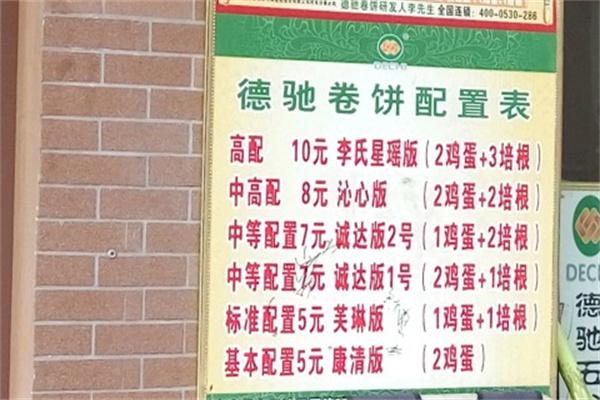 德驰卷饼研发人李先生 全国连锁：400-0530-286
DECHI
德驰卷饼配置表
高配 10元 李氏星瑶版（2鸡蛋+3培根）
中高配 8元 沁心版（2鸡蛋+2培根）
中等配置7元 诚达版2号（1鸡蛋+2培根）
中等配置7元 诚达版1号（2鸡蛋+1培根）
标准配置5元 芙琳版（1鸡蛋+1培根）
基本配置5元 康清版（2鸡蛋）
DECH
德驰五